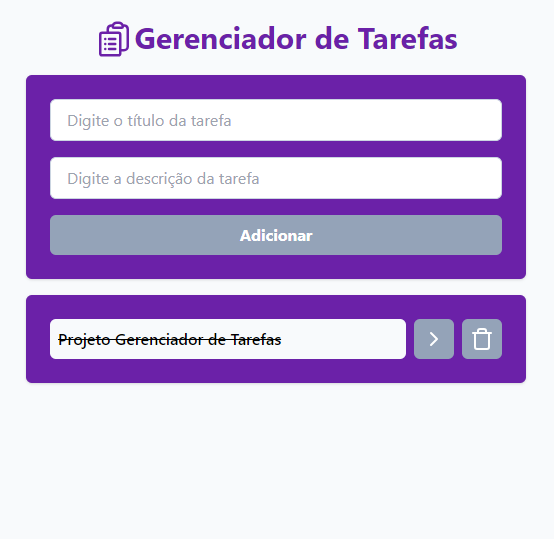 Gerenciador de Tarefas
Digite o título da tarefa
Digite a descrição da tarefa
Adicionar
Projeto Gerenciador de Tarefas